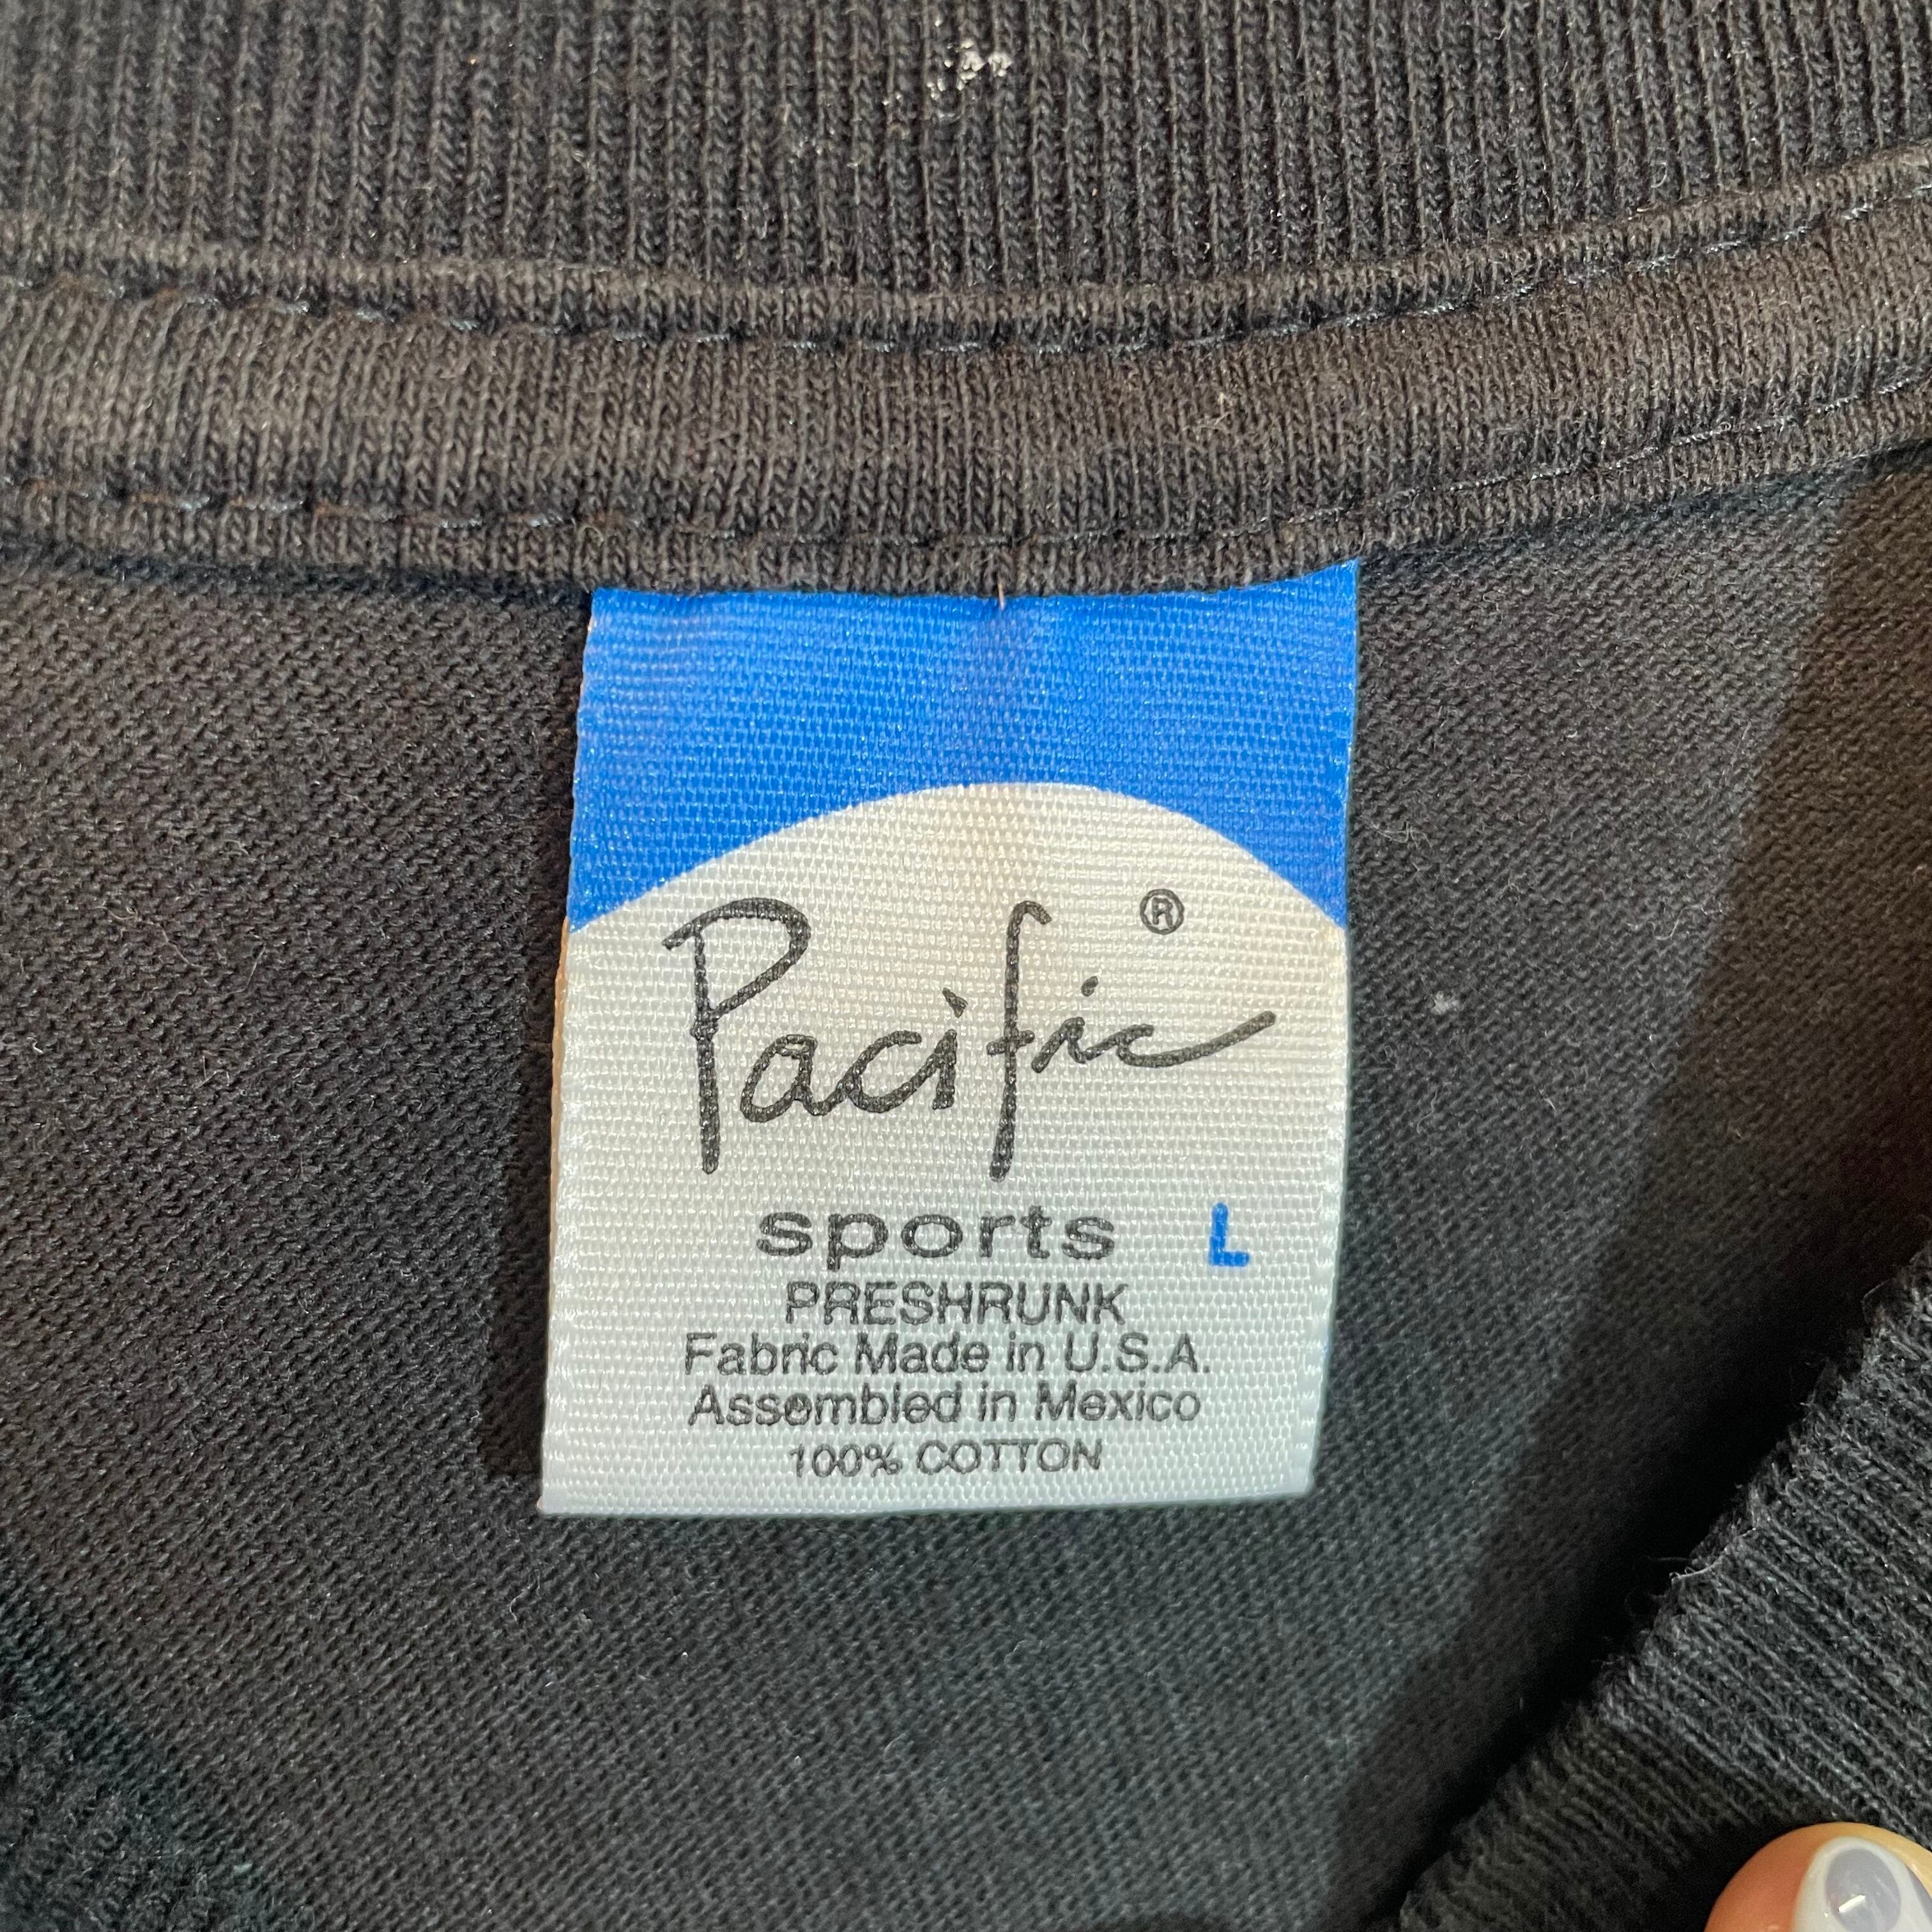 Pacific ®
sports L
PRESHRUNK
Fabric Made in U.S.A.
Assembled in Mexico
100% COTTON